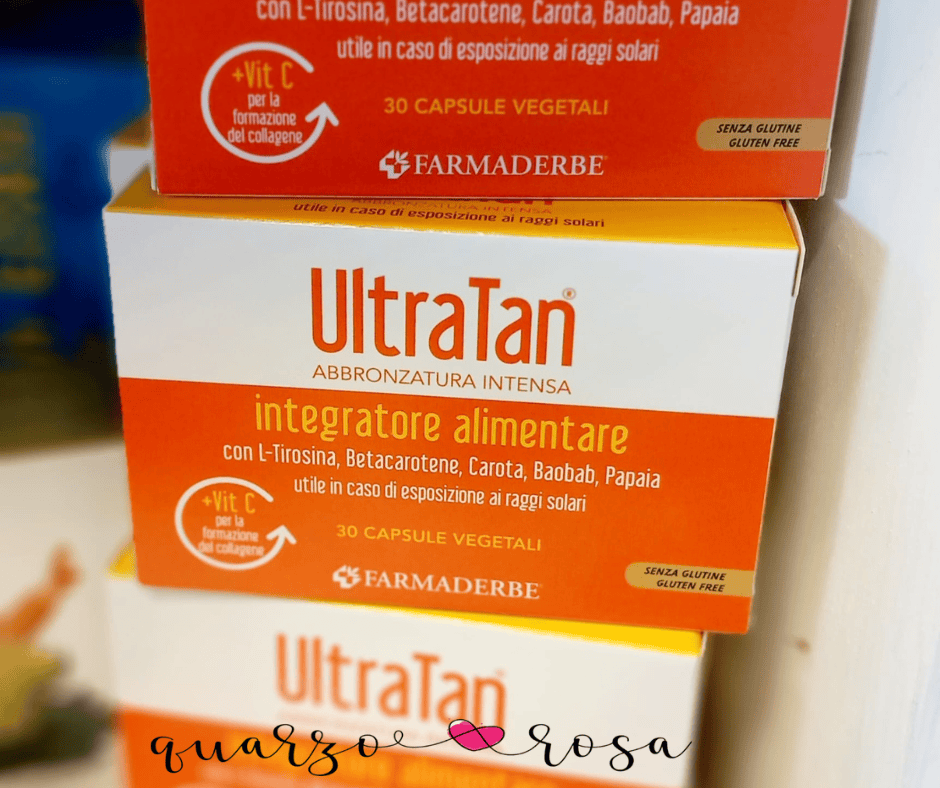 con L-Tirosina, Betacarotene, Carota, Baobab, Papaia
utile in caso di esposizione ai raggi solari
+Vit C
per la
formazione
del collagene
30 CAPSULE VEGETALI
SENZA GLUTINE
GLUTEN FREE
FARMADERBE
ABBRONZATURA INTENSA
utile in caso di esposizione ai raggi solari
UltraTan®
ABBRONZATURA INTENSA
integratore alimentare
con L-Tirosina, Betacarotene, Carota, Baobab, Papaia
utile in caso di esposizione ai raggi solari
+Vit C
per la
formazione
del collagene
30 CAPSULE VEGETALI
SENZA GLUTINE
GLUTEN FREE
FARMADERBE
UltraTan
quarzo rosa